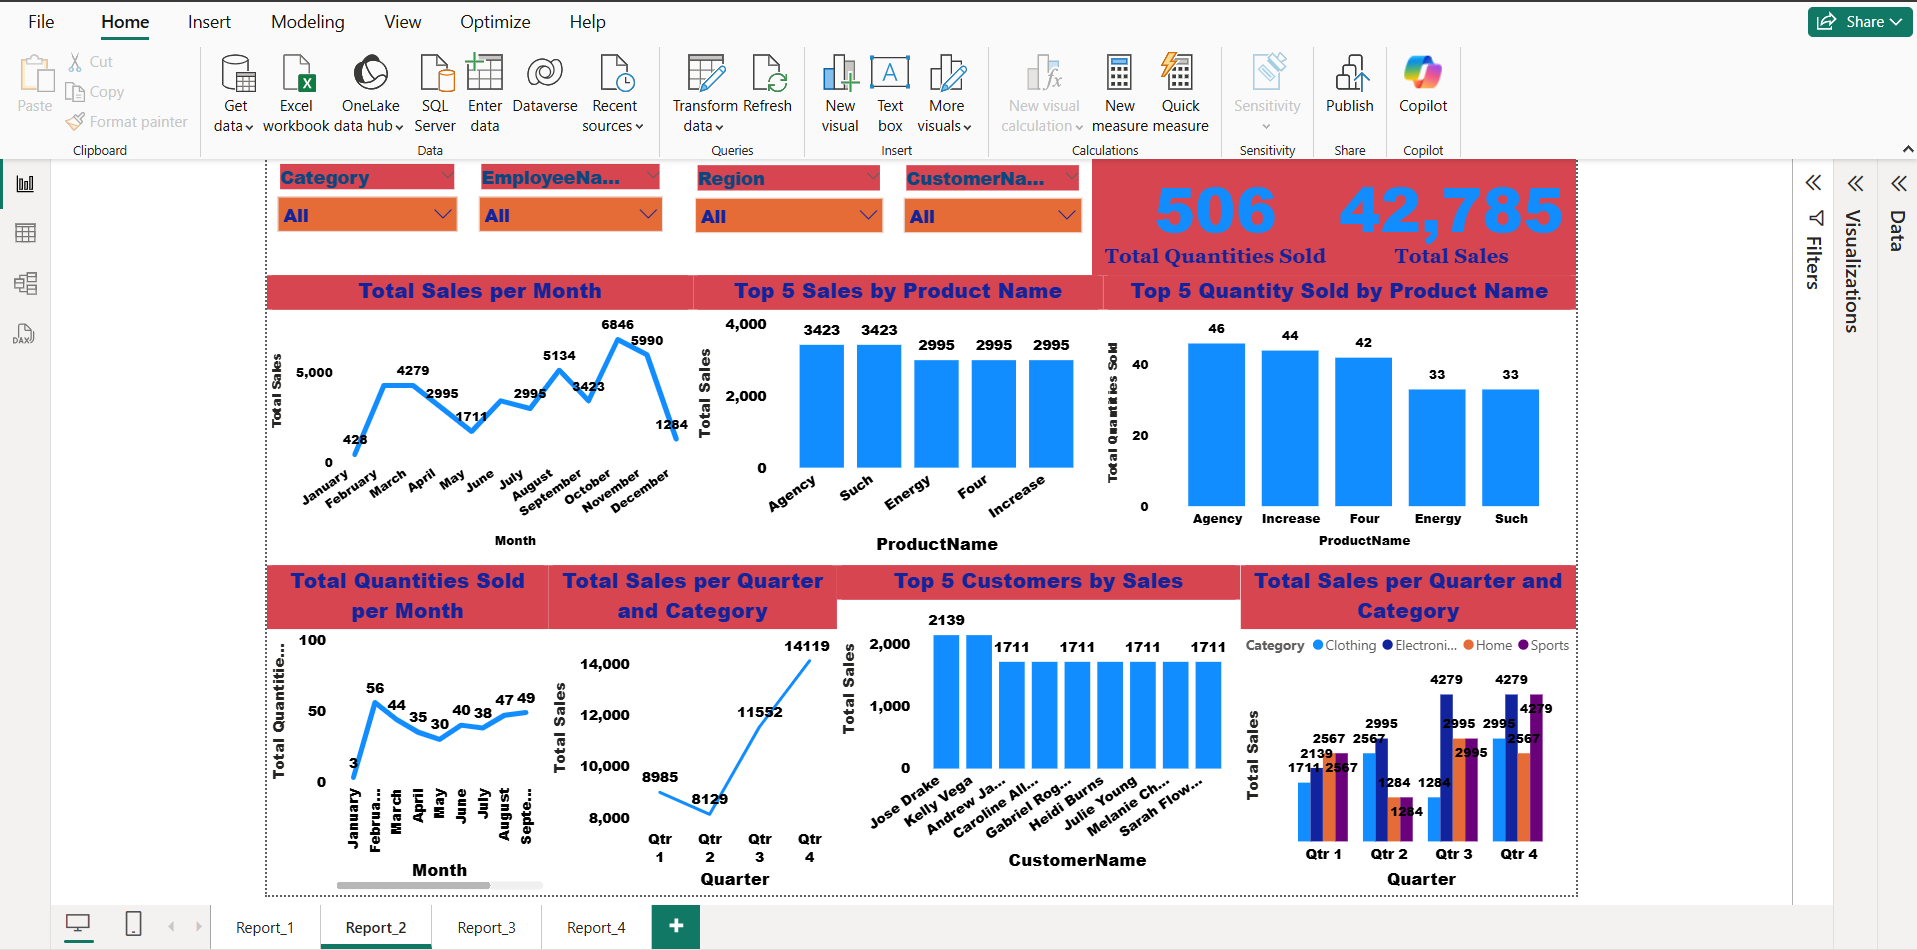 File Home Insert Modeling View Optimize Help
Share
Paste
Cut
Copy
Format painter
Clipboard
Get data
Excel workbook
OneLake data hub
SQL Server
Enter data
Dataverse
Recent sources
Data
Transform data
Refresh
Queries
New visual
Text box
More visuals
Insert
New visual calculation
New measure
Quick measure
Calculations
Sensitivity
Sensitivity
Publish
Share
Copilot
Copilot
Category
All
EmployeeNa...
All
Region
All
CustomerNa...
All
506
Total Quantities Sold
42,785
Total Sales
Filters
Visualizations
Data
Total Sales per Month
Total Sales
5,000
0
428
4279
2995
1711
2995
5134
3423
6846
5990
1284
January
February
March
April
May
June
July
August
September
October
November
December
Month
Top 5 Sales by Product Name
Total Sales
4,000
2,000
0
3423 3423 2995 2995 2995
Agency
Such
Energy
Four
Increase
ProductName
Top 5 Quantity Sold by Product Name
Total Quantities Sold
40
20
0
46 44 42 33 33
Agency Increase Four Energy Such
ProductName
Total Quantities Sold
per Month
Total Quantitie...
100
50
0
3
56
44
35
30
40
38
47
49
January
Februa...
March
April
May
June
July
August
Septe...
Month
Total Sales per Quarter
and Category
Total Sales
14,000
12,000
10,000
8,000
8985
8129
11552
14119
Qtr 1
Qtr 2
Qtr 3
Qtr 4
Quarter
Top 5 Customers by Sales
Total Sales
2,000
1,000
0
2139
1711 1711 1711 1711
Jose Drake
Kelly Vega
Andrew Ja...
Caroline All...
Gabriel Rog...
Heidi Burns
Julie Young
Melanie Ch...
Sarah Flow...
CustomerName
Total Sales per Quarter and
Category
Category Clothing Electroni... Home Sports
Total Sales
1711
2139
2567
2567
2567
2995
1284
1284
1284
4279
2995
2995
2995
4279
2567
4279
Qtr 1 Qtr 2 Qtr 3 Qtr 4
Quarter
Report_1 Report_2 Report_3 Report_4 +